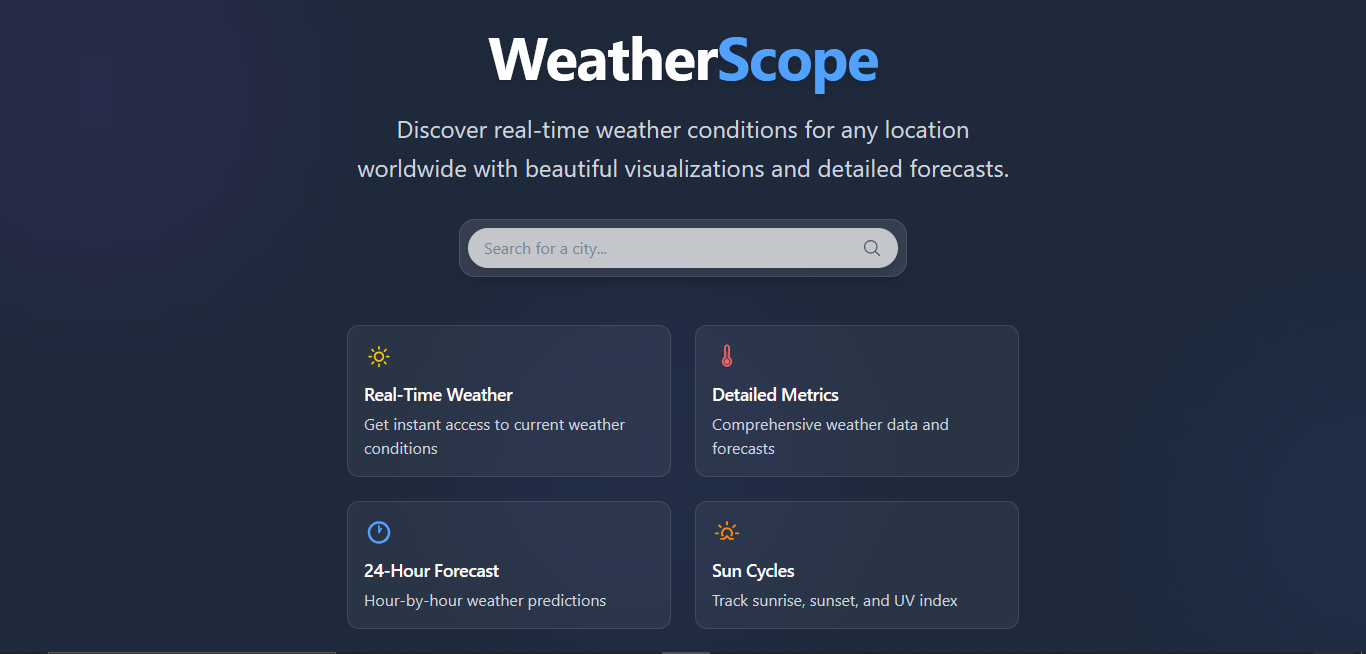 WeatherScope
Discover real-time weather conditions for any location
worldwide with beautiful visualizations and detailed forecasts.
Search for a city...
Real-Time Weather
Get instant access to current weather
conditions
Detailed Metrics
Comprehensive weather data and
forecasts
24-Hour Forecast
Hour-by-hour weather predictions
Sun Cycles
Track sunrise, sunset, and UV index